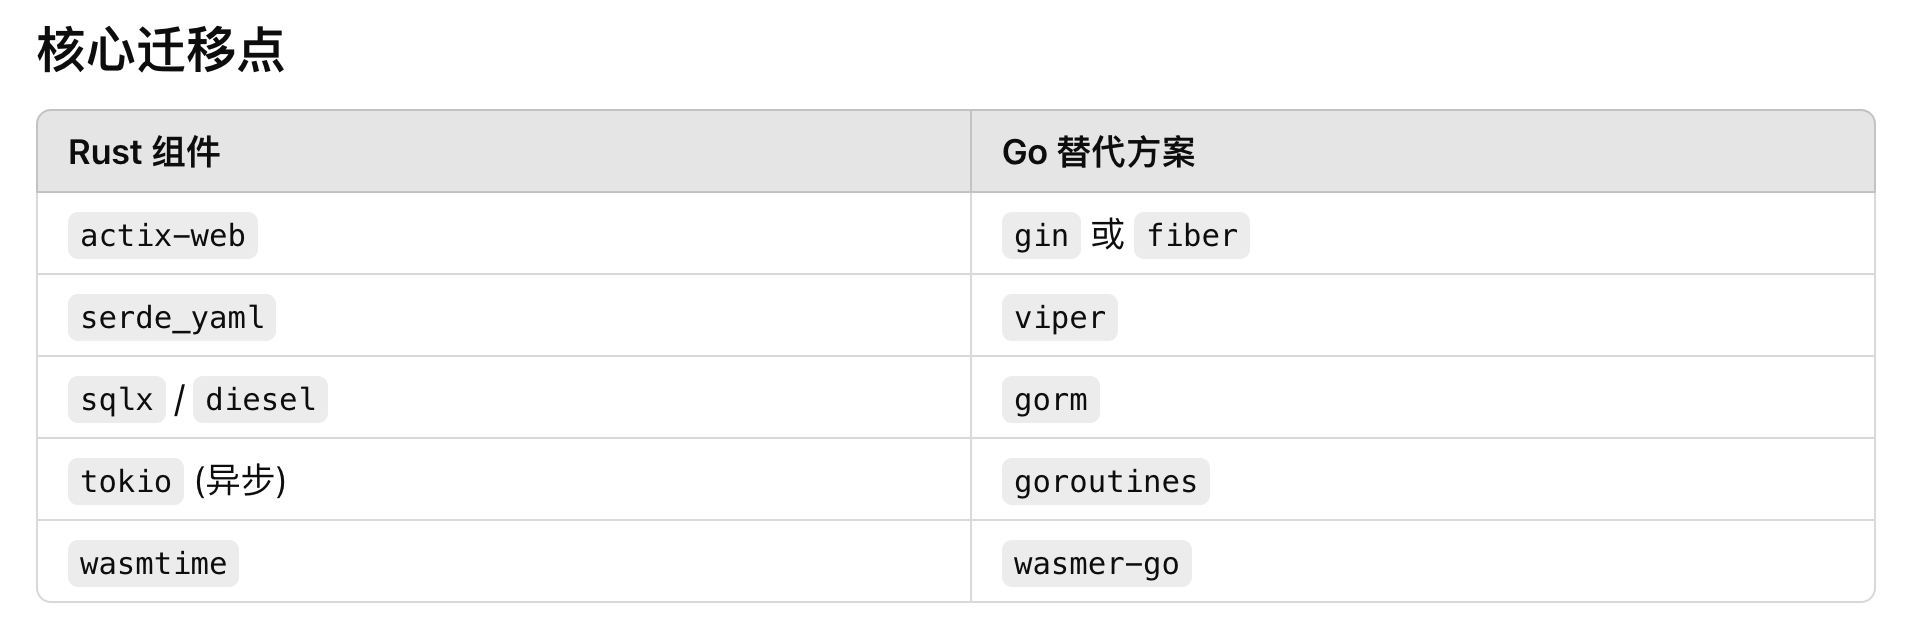 核心迁移点
Rust 组件 Go 替代方案
actix-web gin 或 fiber
serde_yaml viper
sqlx / diesel gorm
tokio (异步) goroutines
wasmtime wasmer-go